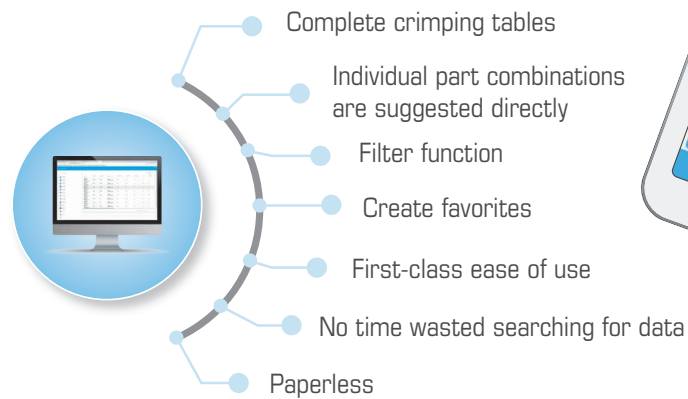 Complete crimping tables
Individual part combinations
are suggested directly
Filter function
Create favorites
First-class ease of use
No time wasted searching for data
Paperless